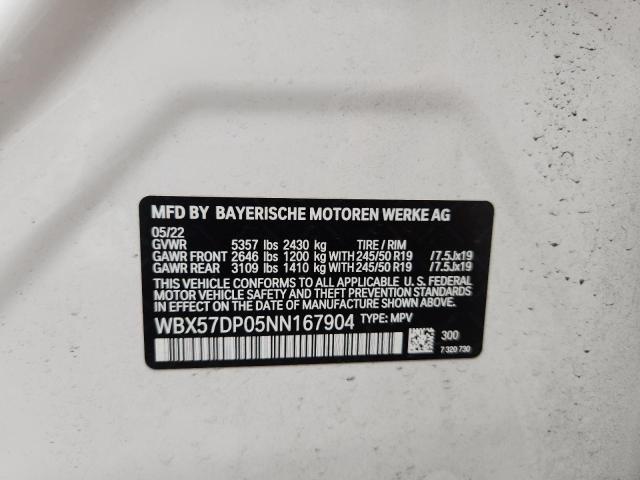 MFD BY BAYERISCHE MOTOREN WERKE AG
05/22
GVWR 5357 lbs 2430 kg TIRE / RIM
GAWR FRONT 2646 lbs 1200 kg WITH 245/50 R19 /7.5Jx19
GAWR REAR 3109 lbs 1410 kg WITH 245/50 R19 /7.5Jx19
THIS VEHICLE CONFORMS TO ALL APPLICABLE U.S. FEDERAL
MOTOR VEHICLE SAFETY AND THEFT PREVENTION STANDARDS
IN EFFECT ON THE DATE OF MANUFACTURE SHOWN ABOVE.
WBX57DP05NN167904 TYPE: MPV
300
7 320 730